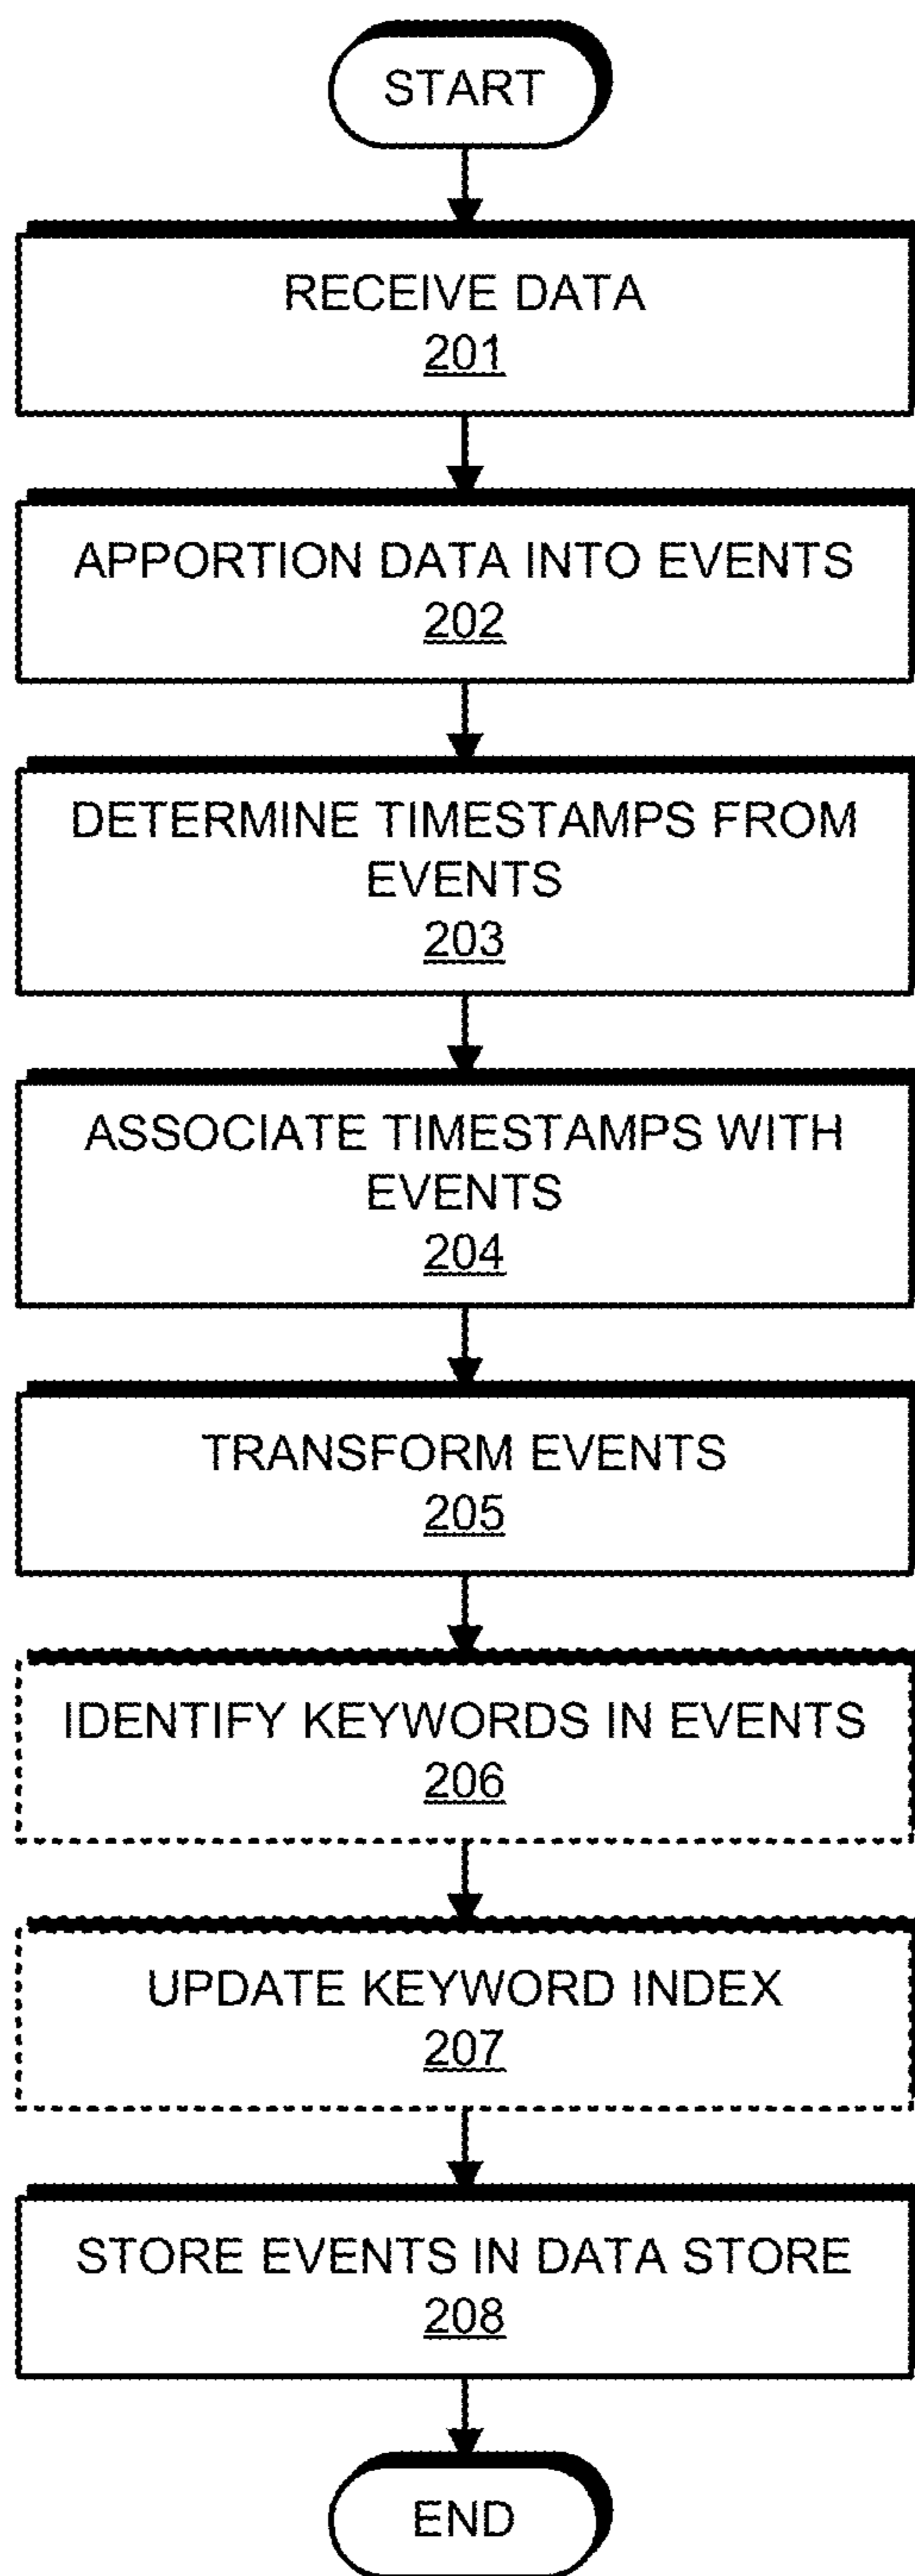 START
RECEIVE DATA
201
APPORTION DATA INTO EVENTS
202
DETERMINE TIMESTAMPS FROM
EVENTS
203
ASSOCIATE TIMESTAMPS WITH
EVENTS
204
TRANSFORM EVENTS
205
IDENTIFY KEYWORDS IN EVENTS
206
UPDATE KEYWORD INDEX
207
STORE EVENTS IN DATA STORE
208
END